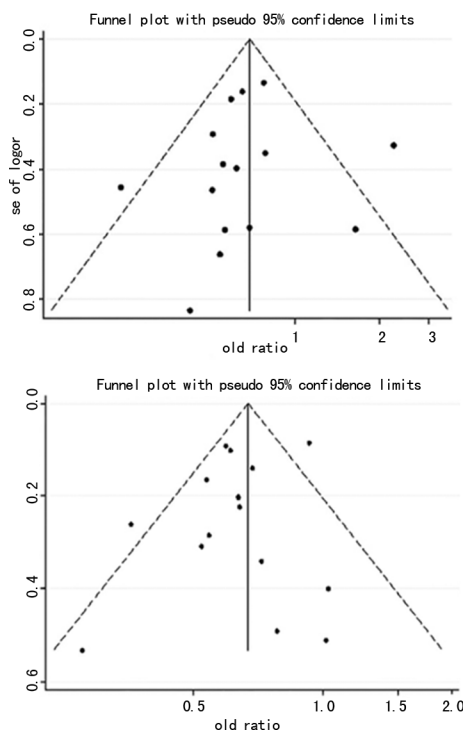 Funnel plot with pseudo 95% confidence limits
0.0
0.2
0.4
0.6
0.8
se of logor
1 2 3
old ratio
Funnel plot with pseudo 95% confidence limits
0.0
0.2
0.4
0.6
0.5 1.0 1.5 2.0
old ratio